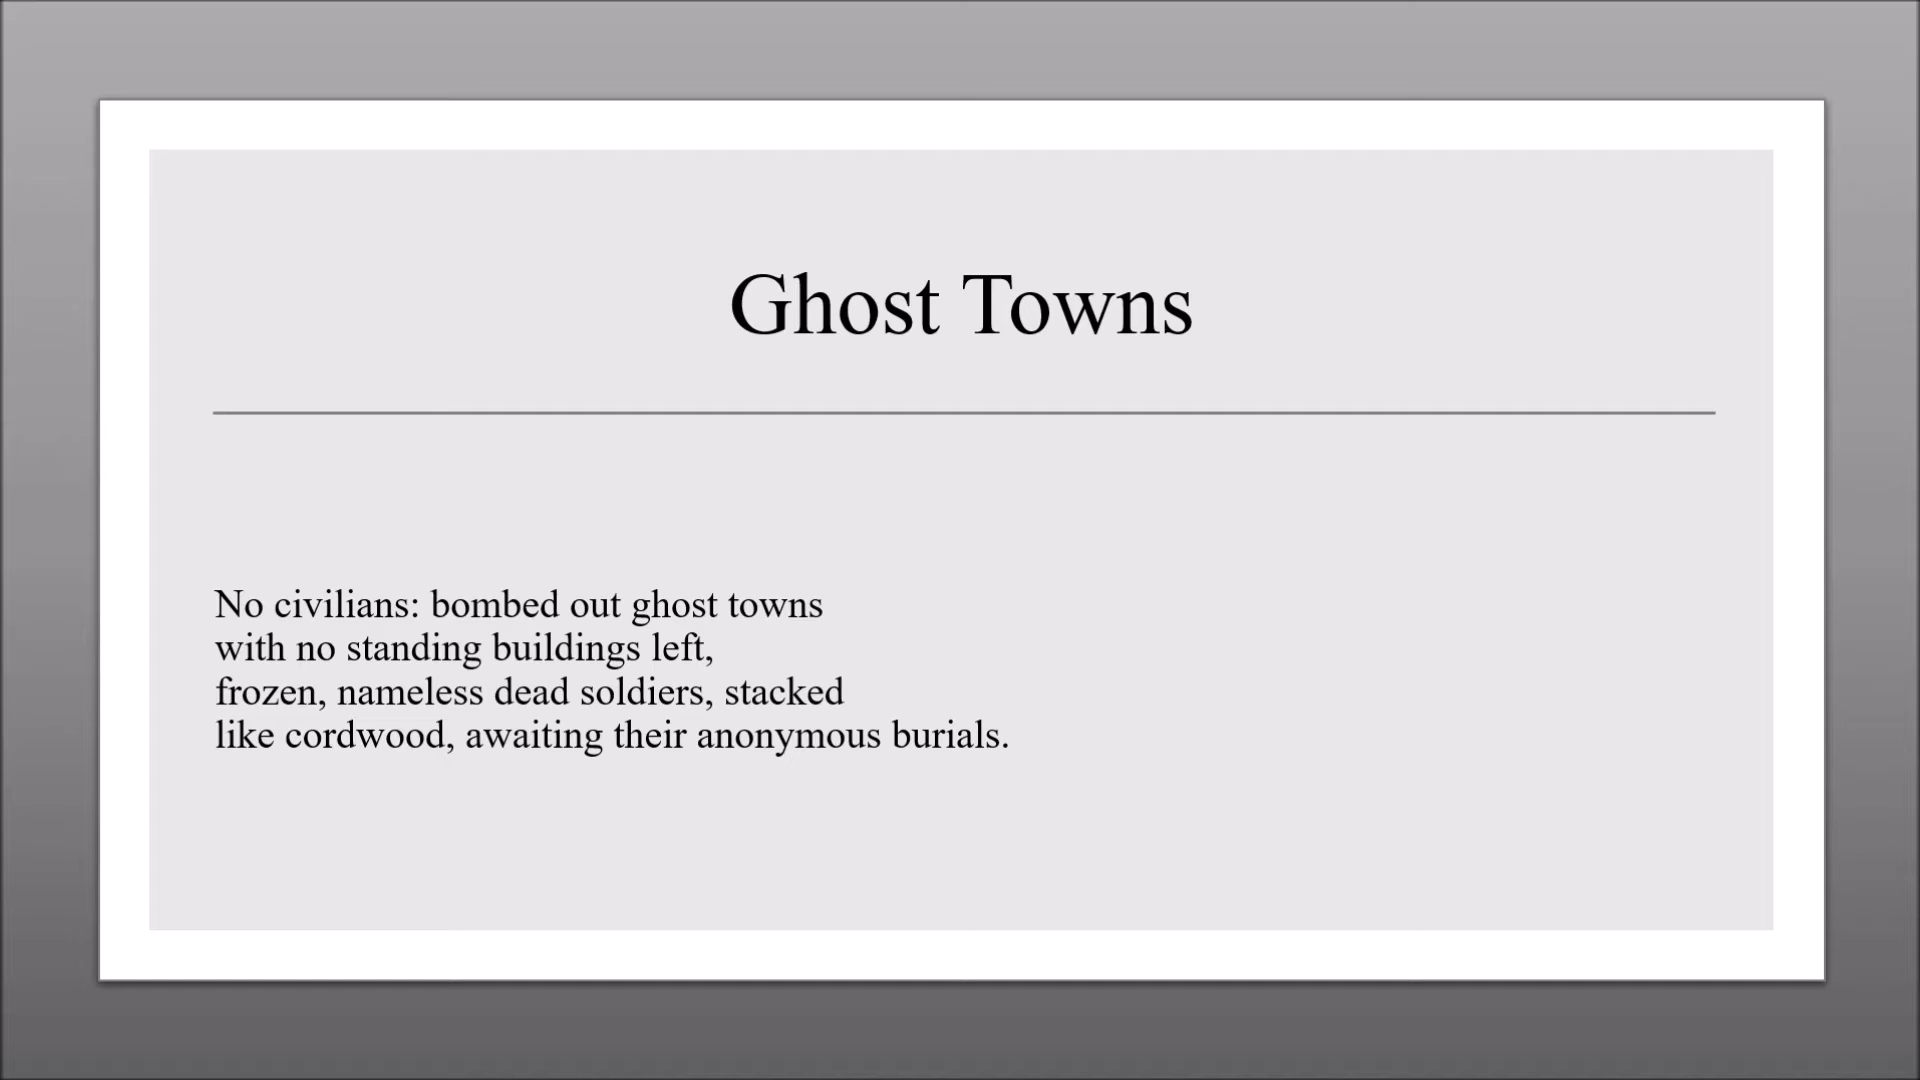 Ghost Towns
No civilians: bombed out ghost towns
with no standing buildings left,
frozen, nameless dead soldiers, stacked
like cordwood, awaiting their anonymous burials.